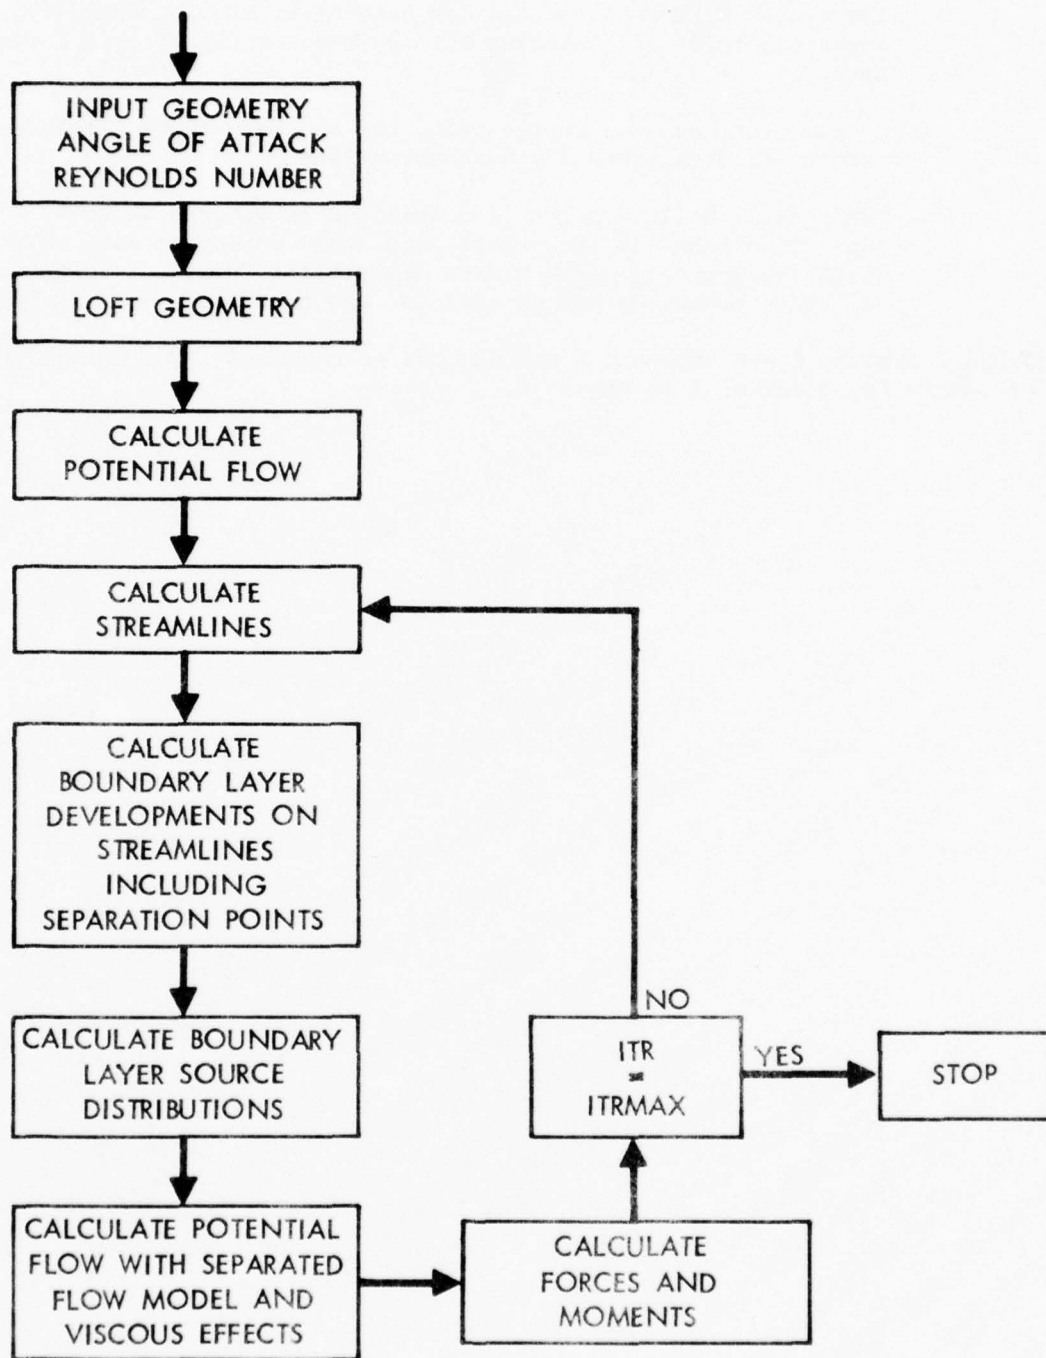 INPUT GEOMETRY
ANGLE OF ATTACK
REYNOLDS NUMBER
LOFT GEOMETRY
CALCULATE
POTENTIAL FLOW
CALCULATE
STREAMLINES
CALCULATE
BOUNDARY LAYER
DEVELOPMENTS ON
STREAMLINES
INCLUDING
SEPARATION POINTS
CALCULATE BOUNDARY
LAYER SOURCE
DISTRIBUTIONS
CALCULATE POTENTIAL
FLOW WITH SEPARATED
FLOW MODEL AND
VISCOUS EFFECTS
CALCULATE
FORCES AND
MOMENTS
ITR
=
ITRMAX
NO
YES
STOP